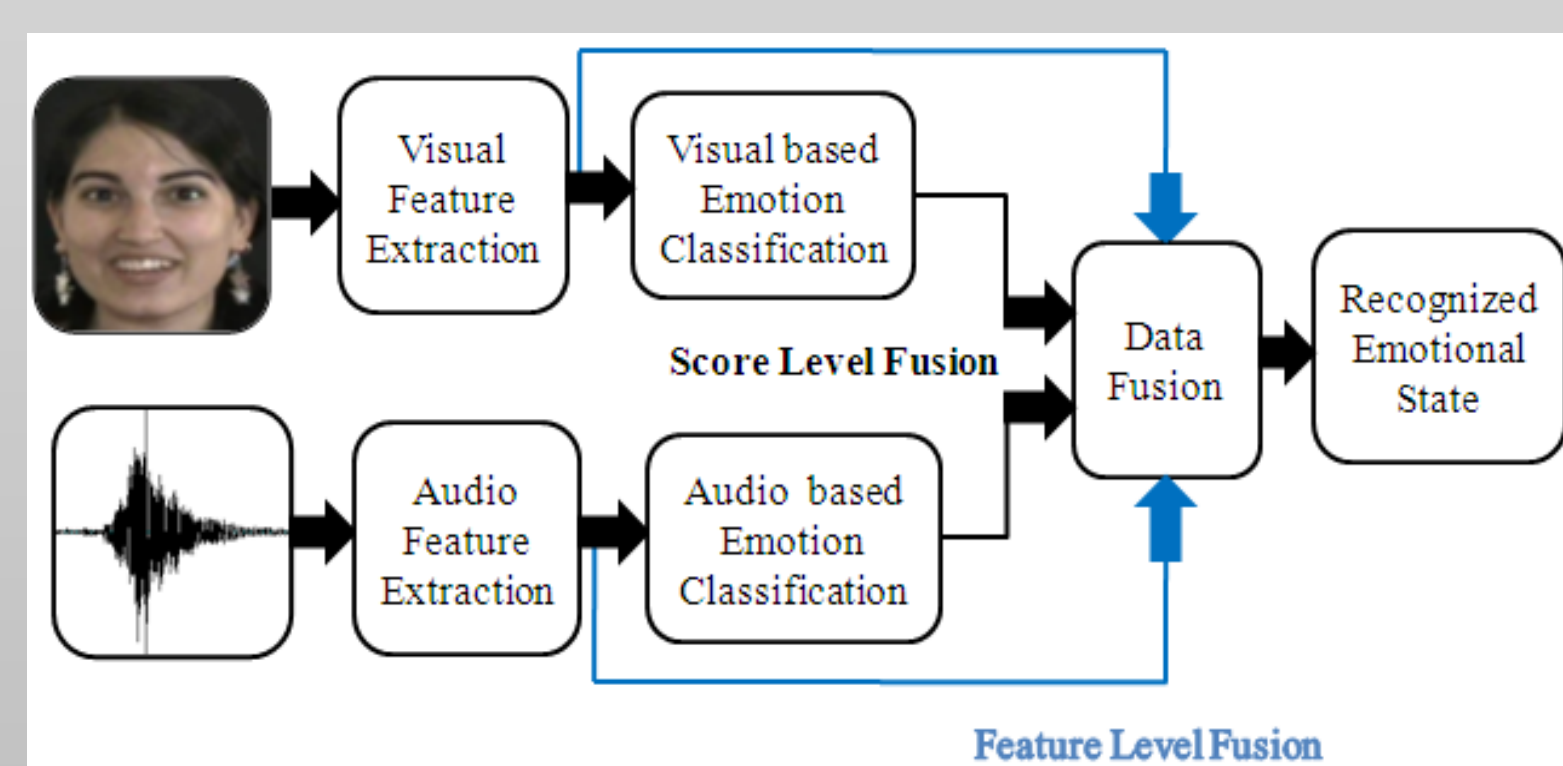 Visual
Feature
Extraction
Visual based
Emotion
Classification
Score Level Fusion
Data
Fusion
Recognized
Emotional
State
Audio
Feature
Extraction
Audio based
Emotion
Classification
Feature Level Fusion